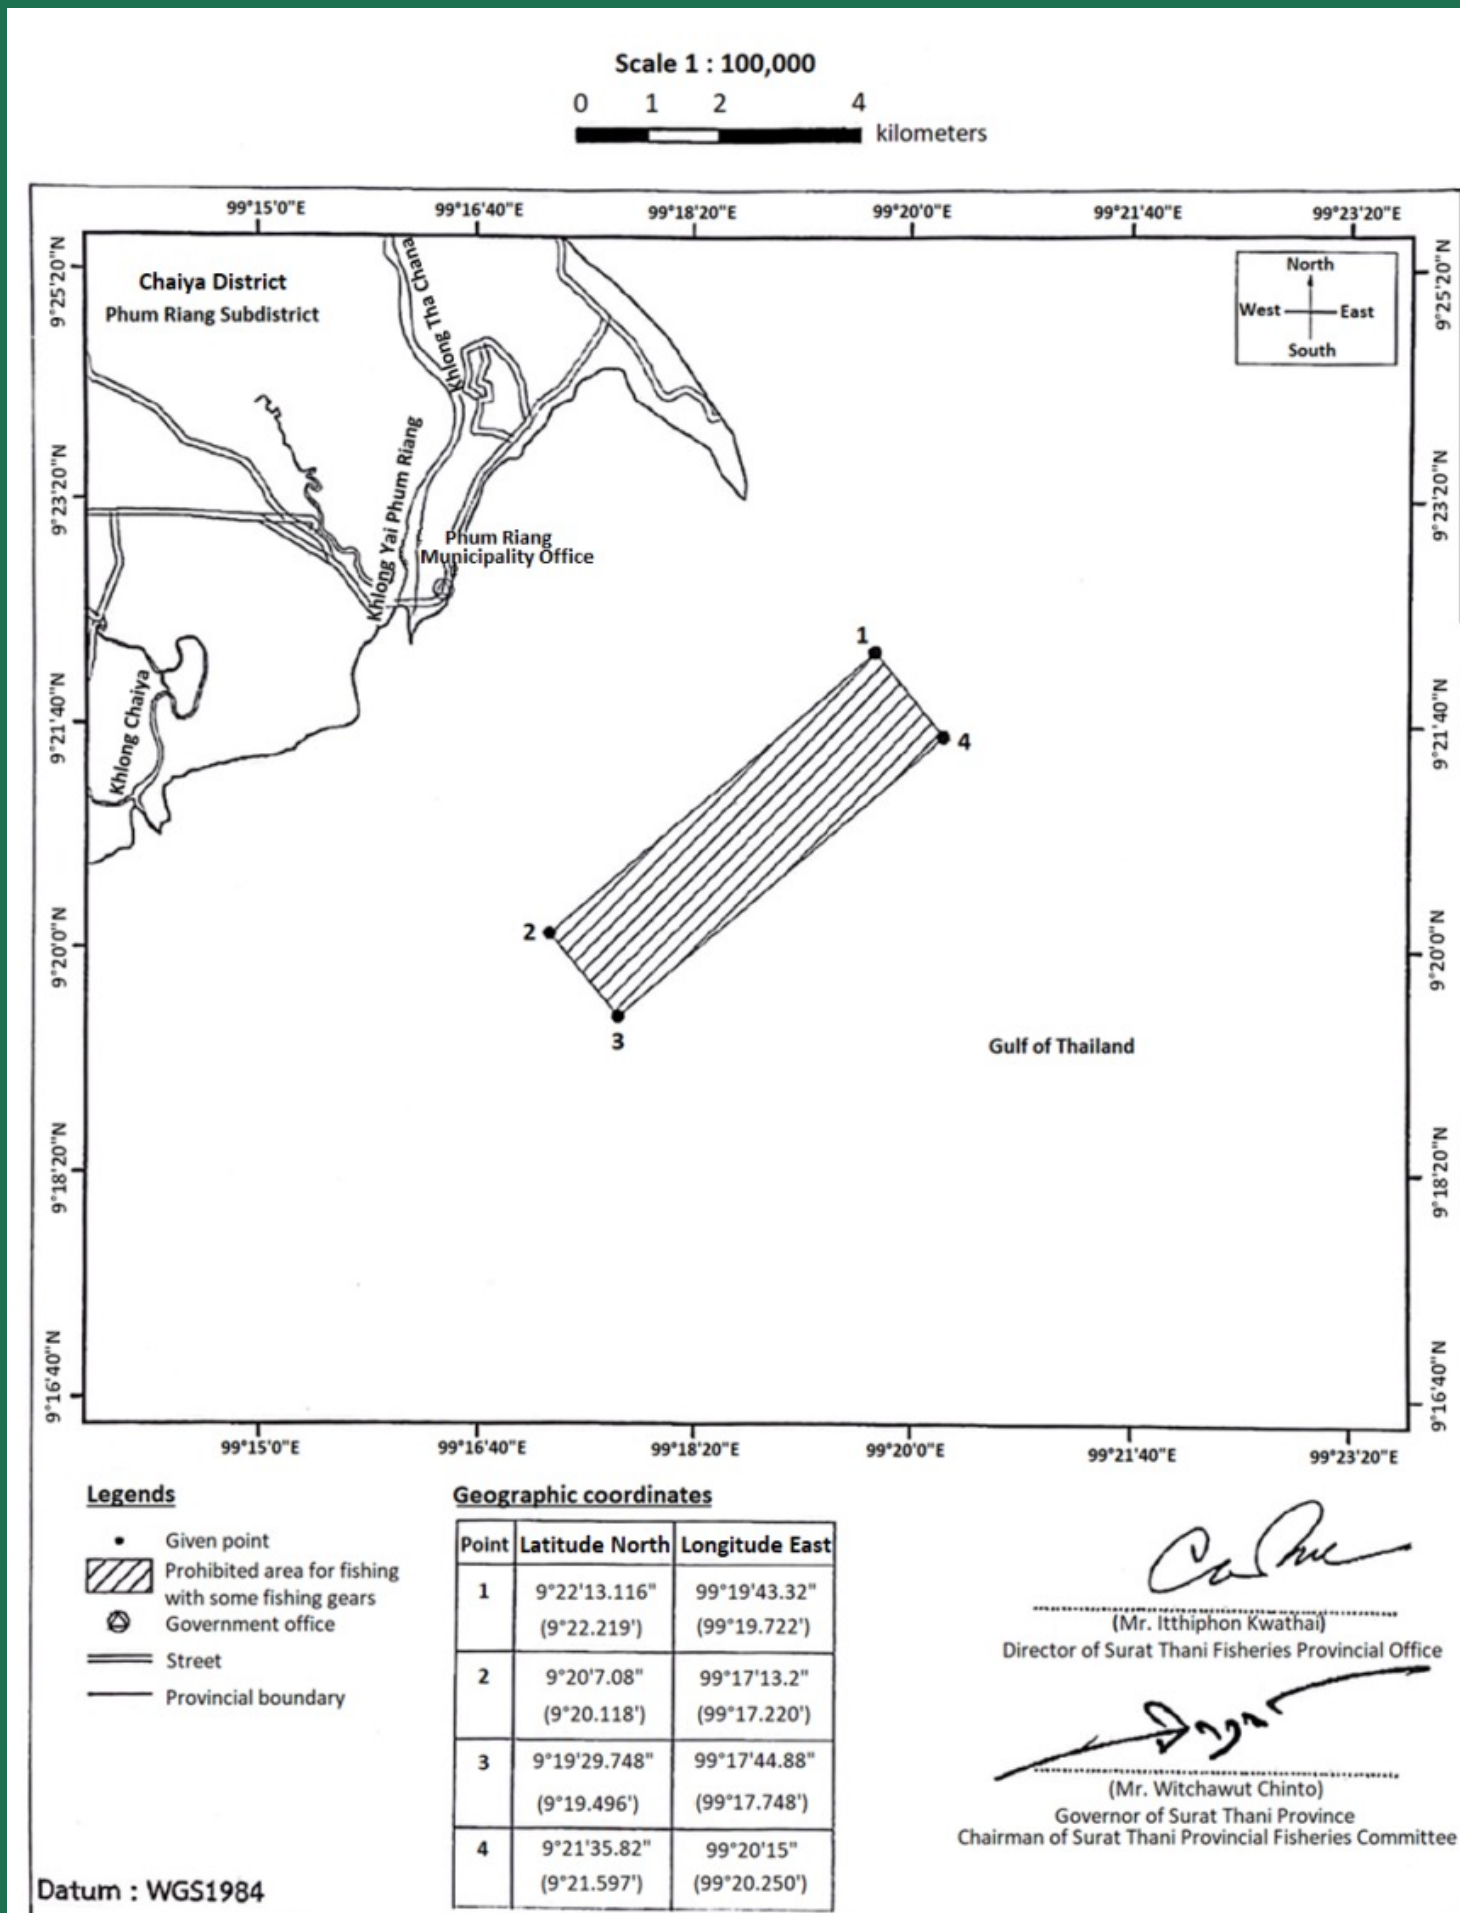 Scale 1 : 100,000
0 1 2 4
kilometers
99°15'0"E 99°16'40"E 99°18'20"E 99°20'0"E 99°21'40"E 99°23'20"E
9°25'20"N
9°23'20"N
9°21'40"N
9°20'0"N
9°18'20"N
9°16'40"N
Chaiya District
Phum Riang Subdistrict
Khlong Tha Chana
Khlong Yai Phum Riang
Phum Riang
Municipality Office
Khlong Chaiya
North
West East
South
1
4
2
3
Gulf of Thailand
9°25'20"N
9°23'20"N
9°21'40"N
9°20'0"N
9°18'20"N
9°16'40"N
99°15'0"E 99°16'40"E 99°18'20"E 99°20'0"E 99°21'40"E 99°23'20"E
Legends
Given point
Prohibited area for fishing
with some fishing gears
Government office
Street
Provincial boundary
Geographic coordinates
Point Latitude North Longitude East
1 9°22'13.116" 99°19'43.32"
(9°22.219') (99°19.722')
2 9°20'7.08" 99°17'13.2"
(9°20.118') (99°17.220')
3 9°19'29.748" 99°17'44.88"
(9°19.496') (99°17.748')
4 9°21'35.82" 99°20'15"
(9°21.597') (99°20.250')
(Mr. Itthiphon Kwathai)
Director of Surat Thani Fisheries Provincial Office
(Mr. Witchawut Chinto)
Governor of Surat Thani Province
Chairman of Surat Thani Provincial Fisheries Committee
Datum : WGS1984